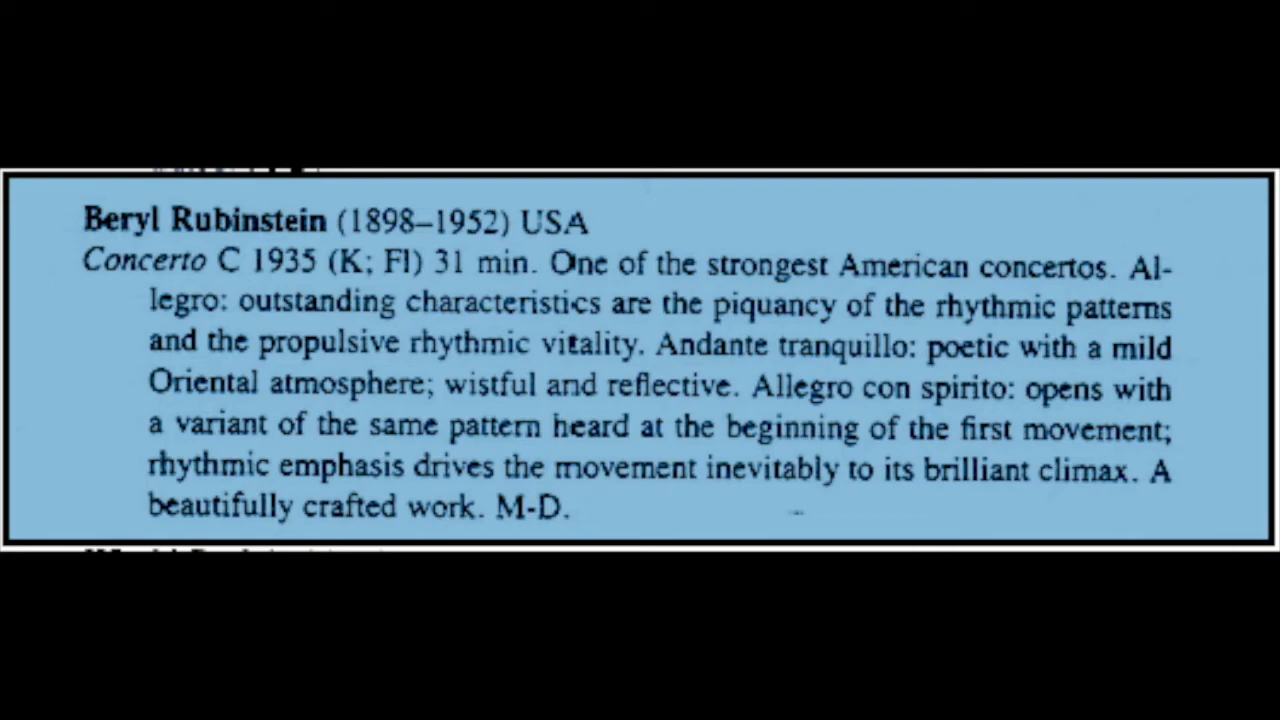 Beryl Rubinstein (1898–1952) USA
Concerto C 1935 (K; Fl) 31 min. One of the strongest American concertos. Al-
legro: outstanding characteristics are the piquancy of the rhythmic patterns
and the propulsive rhythmic vitality. Andante tranquillo: poetic with a mild
Oriental atmosphere; wistful and reflective. Allegro con spirito: opens with
a variant of the same pattern heard at the beginning of the first movement;
rhythmic emphasis drives the movement inevitably to its brilliant climax. A
beautifully crafted work. M-D.